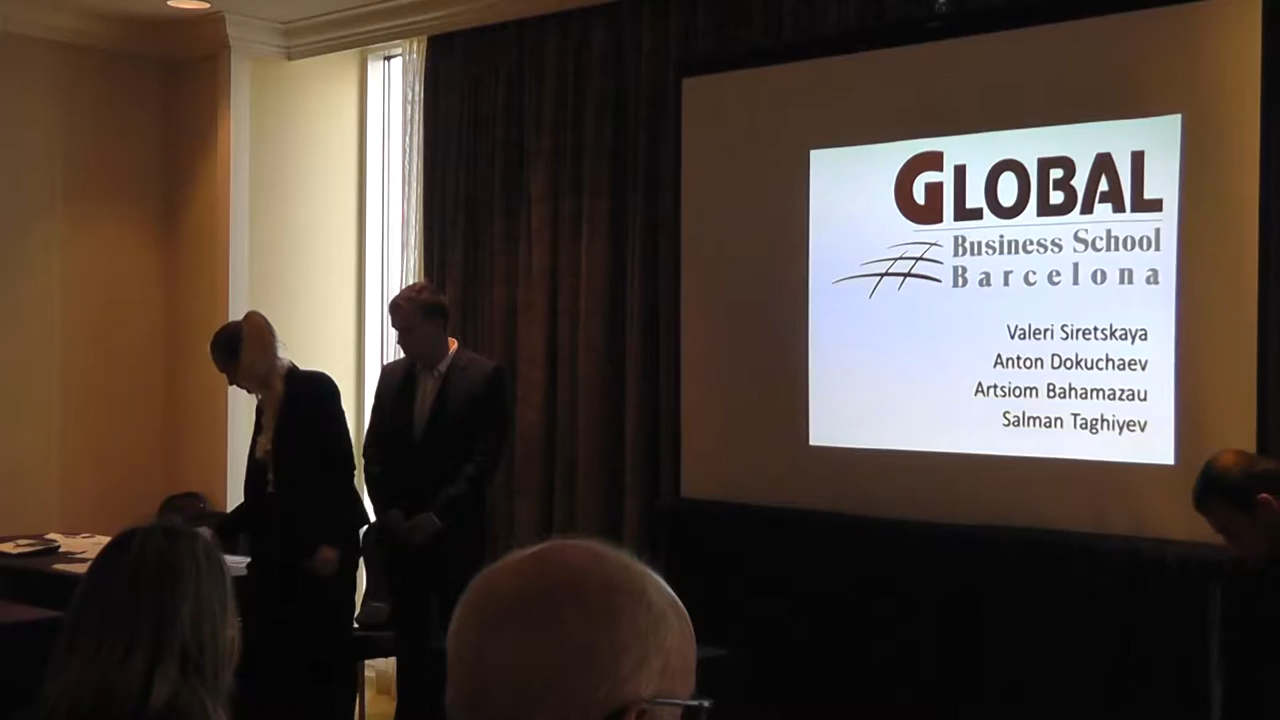 GLOBAL
Business School
Barcelona
Valeri Siretskaya
Anton Dokuchaev
Artsiom Bahamazau
Salman Taghiyev